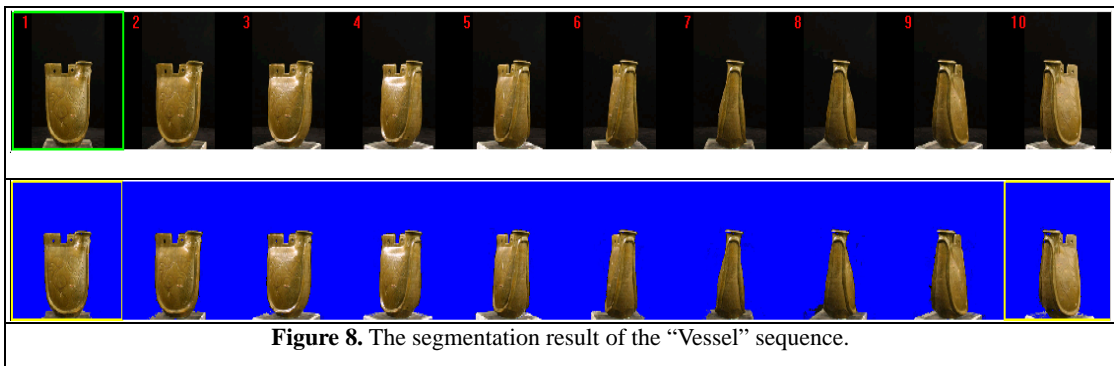 1 2 3 4 5 6 7 8 9 10
Figure 8. The segmentation result of the “Vessel” sequence.